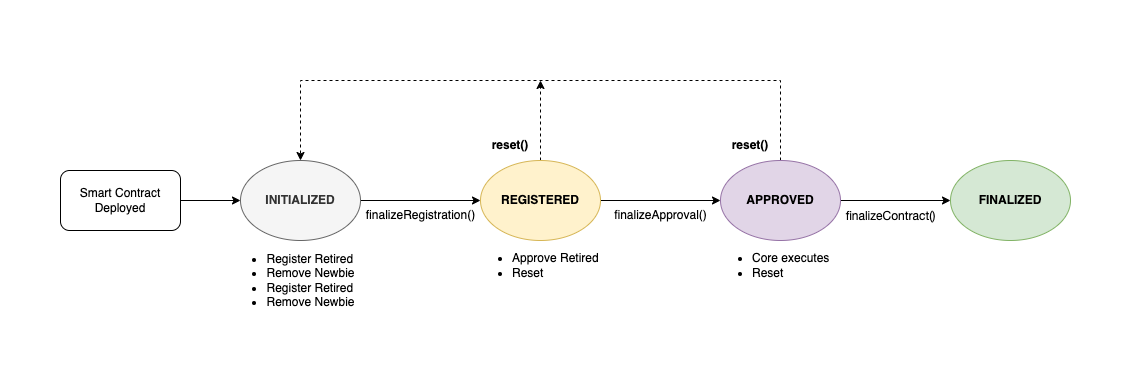 reset()
reset()
Smart Contract
Deployed
INITIALIZED
REGISTERED
APPROVED
FINALIZED
finalizeRegistration()
finalizeApproval()
finalizeContract()
• Register Retired
• Remove Newbie
• Register Retired
• Remove Newbie
• Approve Retired
• Reset
• Core executes
• Reset